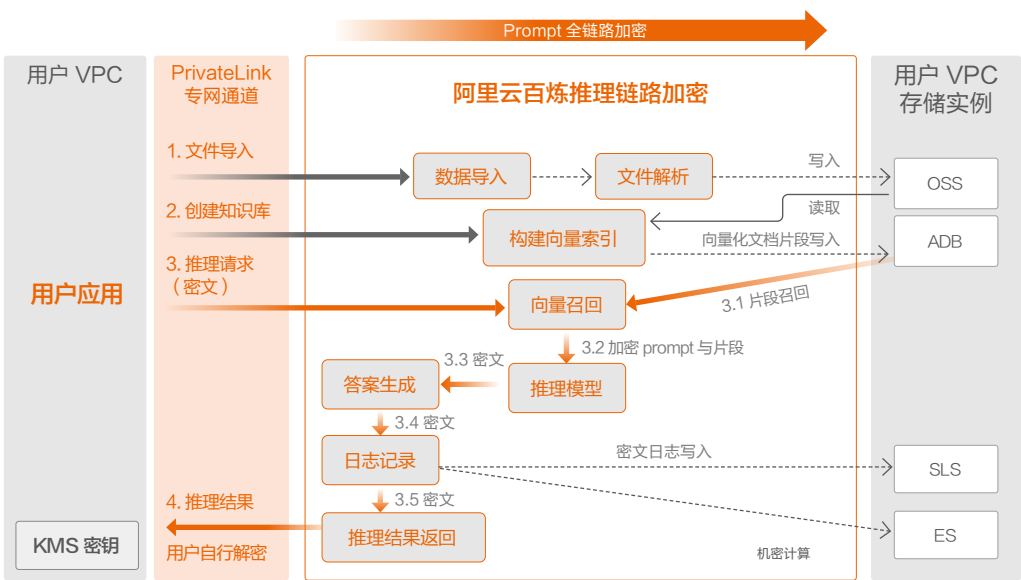 Prompt 全链路加密
用户 VPC
PrivateLink
专网通道
阿里云百炼推理链路加密
用户 VPC
存储实例
1. 文件导入
数据导入
文件解析
写入
OSS
2. 创建知识库
读取
构建向量索引
向量化文档片段写入
ADB
3. 推理请求
（密文）
用户应用
向量召回
3.1 片段召回
3.2 加密 prompt 与片段
3.3 密文
答案生成
推理模型
3.4 密文
日志记录
密文日志写入
SLS
3.5 密文
4. 推理结果
推理结果返回
用户自行解密
KMS 密钥
ES
机密计算